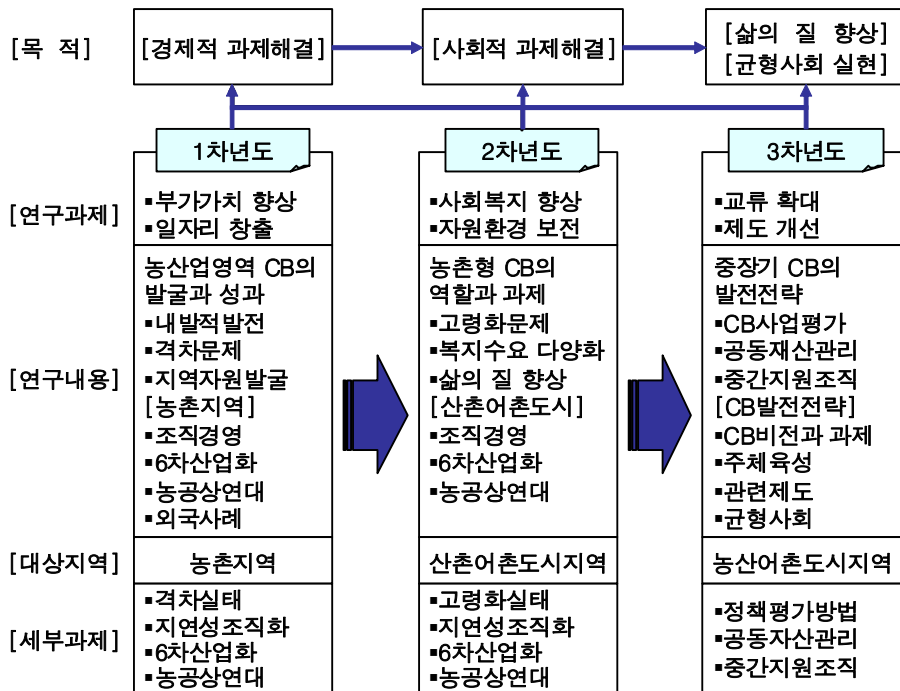 [목 적]
[경제적 과제해결]
[사회적 과제해결]
[삶의 질 향상]
[균형사회 실현]
1차년도
2차년도
3차년도
[연구과제]
▪부가가치 향상
▪일자리 창출
▪사회복지 향상
▪자원환경 보전
▪교류 확대
▪제도 개선
[연구내용]
농산업영역 CB의
발굴과 성과
▪내발적발전
▪격차문제
▪지역자원발굴
[농촌지역]
▪조직경영
▪6차산업화
▪농공상연대
▪외국사례
농촌형 CB의
역할과 과제
▪고령화문제
▪복지수요 다양화
▪삶의 질 향상
[산촌어촌도시]
▪조직경영
▪6차산업화
▪농공상연대
중장기 CB의
발전전략
▪CB사업평가
▪공동재산관리
▪중간지원조직
[CB발전전략]
▪CB비전과 과제
▪주체육성
▪관련제도
▪균형사회
[대상지역]
농촌지역
산촌어촌도시지역
농산어촌도시지역
[세부과제]
▪격차실태
▪지연성조직화
▪6차산업화
▪농공상연대
▪고령화실태
▪지연성조직화
▪6차산업화
▪농공상연대
▪정책평가방법
▪공동자산관리
▪중간지원조직